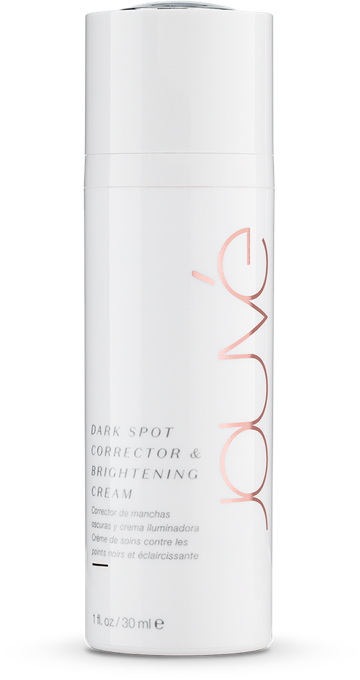 jouvé
DARK SPOT
CORRECTOR &
BRIGHTENING
CREAM
Corrector de manchas
oscuras y crema iluminadora
Crème de soins contre les
points noirs et éclaircissante
1 fl. oz / 30 ml ℮